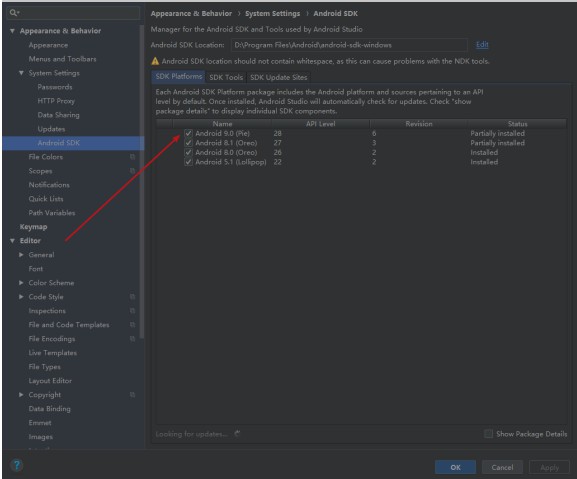 Appearance & Behavior › System Settings › Android SDK
▼ Appearance & Behavior
Appearance
Menus and Toolbars
▼ System Settings
Passwords
HTTP Proxy
Data Sharing
Updates
Android SDK
File Colors
Scopes
Notifications
Quick Lists
Path Variables
Keymap
▼ Editor
▶ General
Font
▶ Color Scheme
▶ Code Style
Inspections
File and Code Templates
File Encodings
Live Templates
File Types
Layout Editor
▶ Copyright
Data Binding
Emmet
Images
Manager for the Android SDK and Tools used by Android Studio
Android SDK Location: D:\Program Files\Android\android-sdk-windows Edit
Android SDK location should not contain whitespace, as this can cause problems with the NDK tools.
SDK Platforms SDK Tools SDK Update Sites
Each Android SDK Platform package includes the Android platform and sources pertaining to an API
level by default. Once installed, Android Studio will automatically check for updates. Check "show
package details" to display individual SDK components.
Name API Level Revision Status
Android 9.0 (Pie) 28 6 Partially installed
Android 8.1 (Oreo) 27 3 Partially installed
Android 8.0 (Oreo) 26 2 Installed
Android 5.1 (Lollipop) 22 2 Installed
Looking for updates... Show Package Details
? OK Cancel Apply